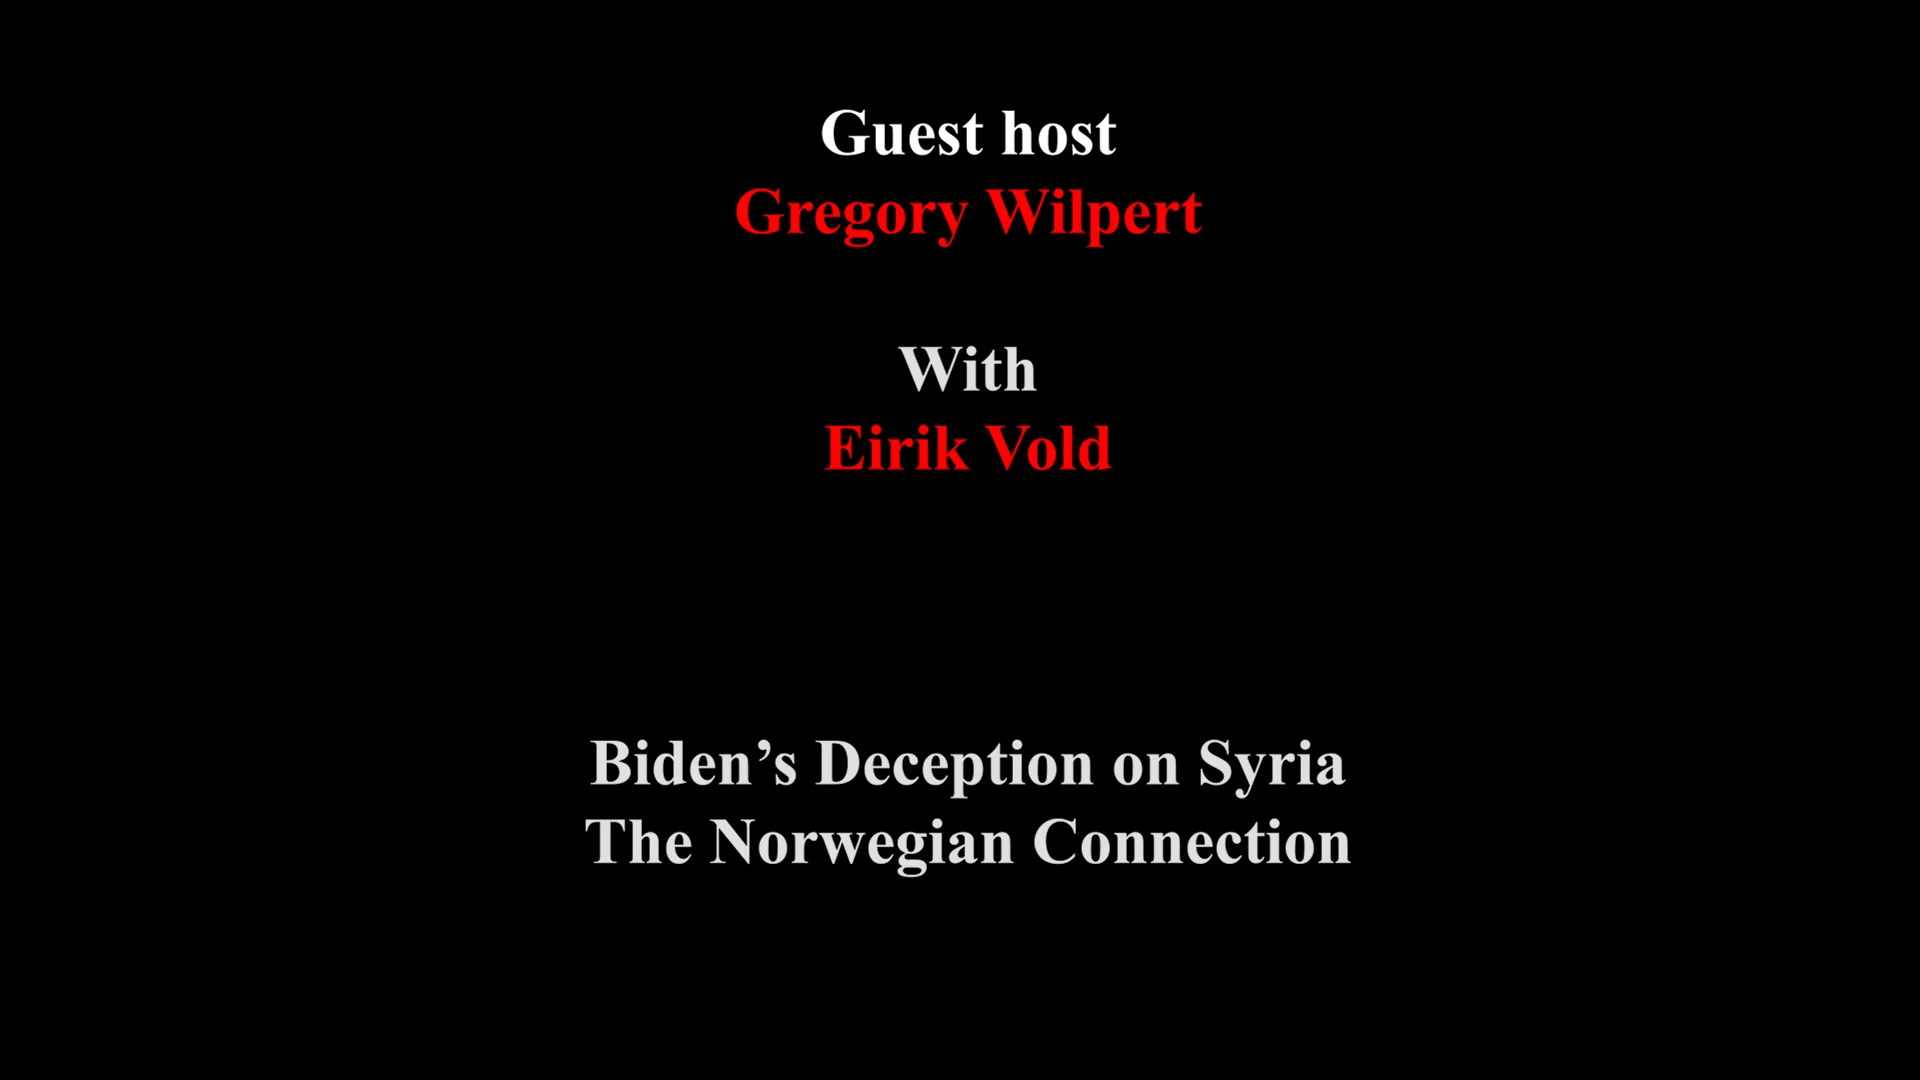 Guest host
Gregory Wilpert
With
Eirik Vold
Biden’s Deception on Syria
The Norwegian Connection